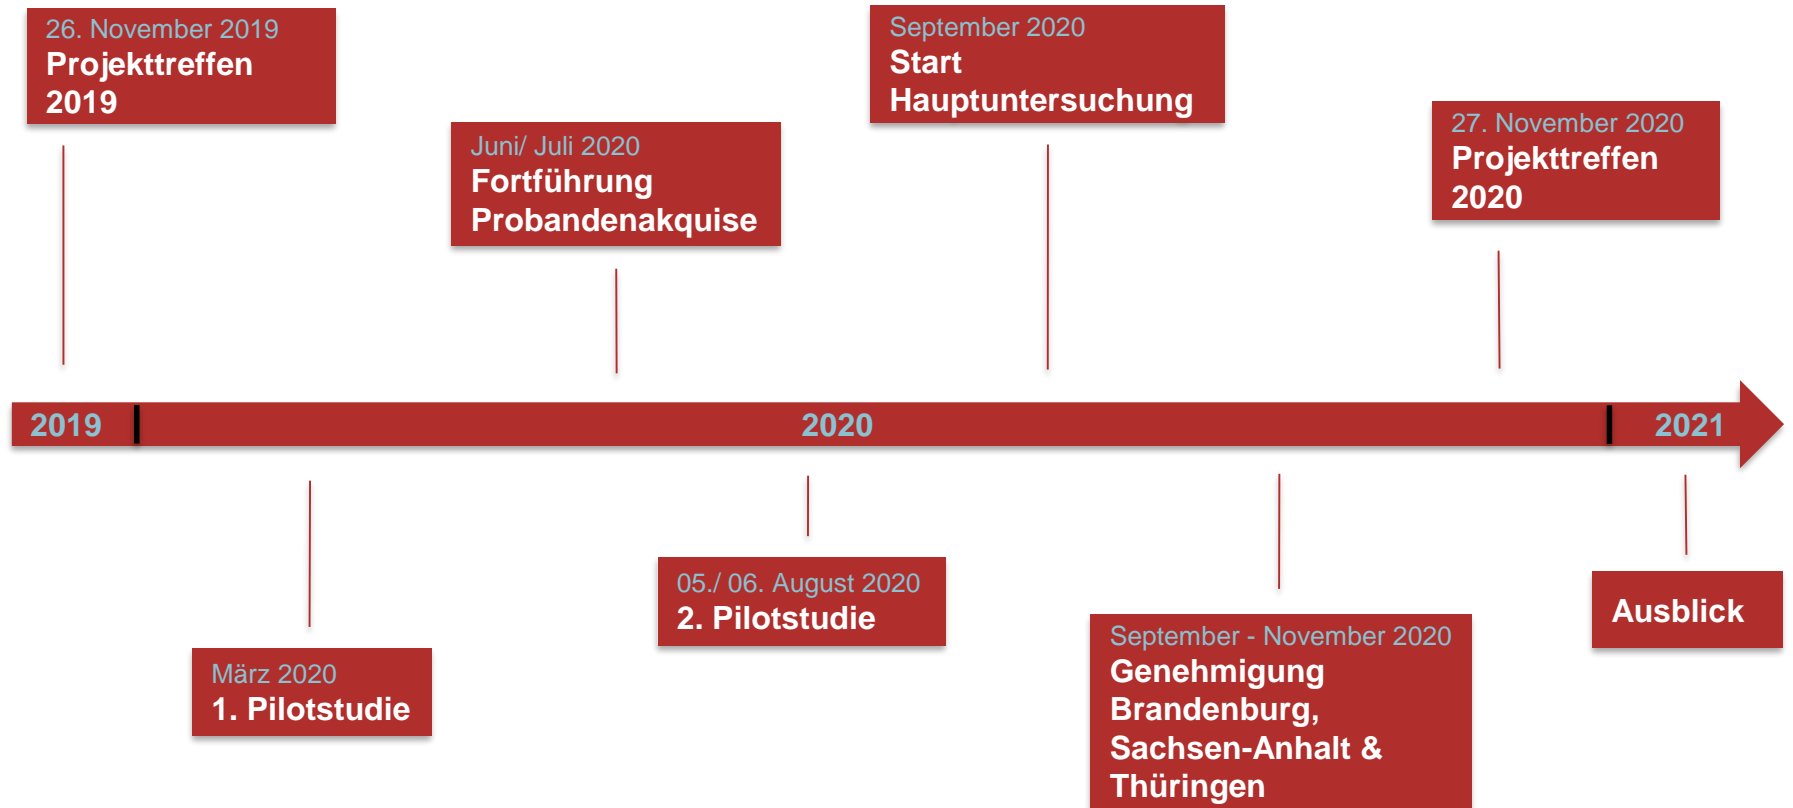 26. November 2019
Projekttreffen
2019
Juni/ Juli 2020
Fortführung
Probandenakquise
September 2020
Start
Hauptuntersuchung
27. November 2020
Projekttreffen
2020
2019
2020
2021
März 2020
1. Pilotstudie
05./ 06. August 2020
2. Pilotstudie
September - November 2020
Genehmigung
Brandenburg,
Sachsen-Anhalt &
Thüringen
Ausblick